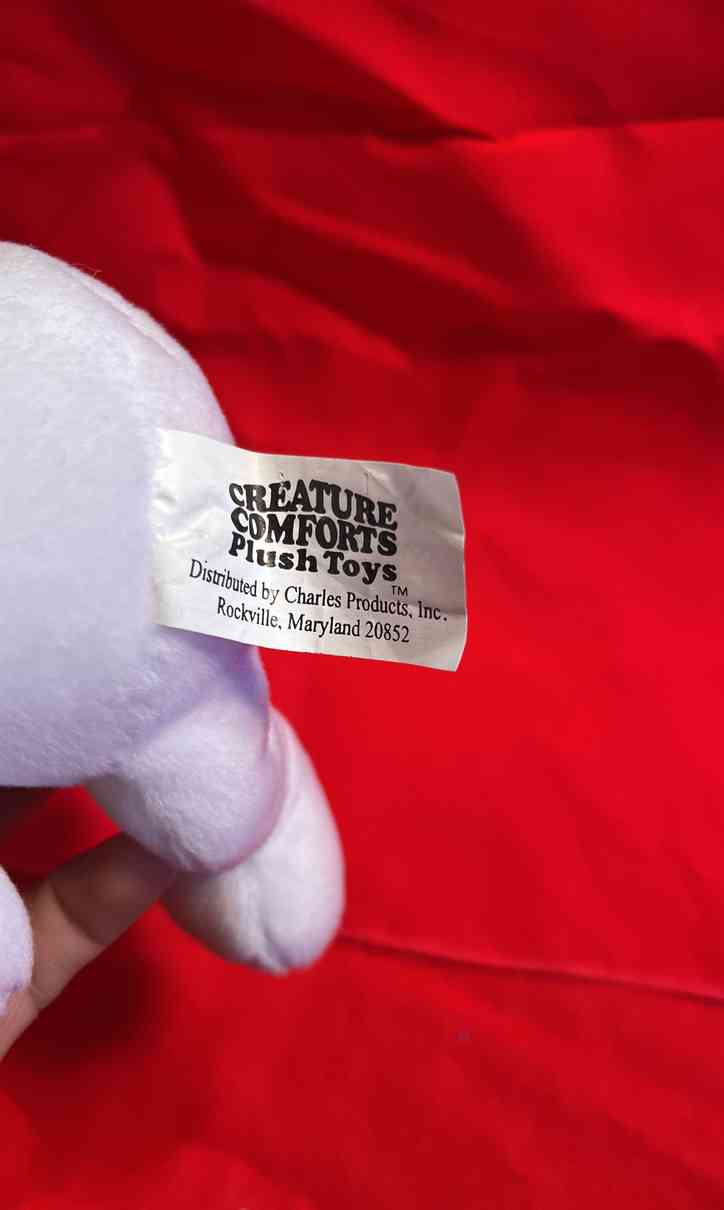 CREATURE
COMFORTS
Plush Toys
TM
Distributed by Charles Products, Inc.
Rockville, Maryland 20852